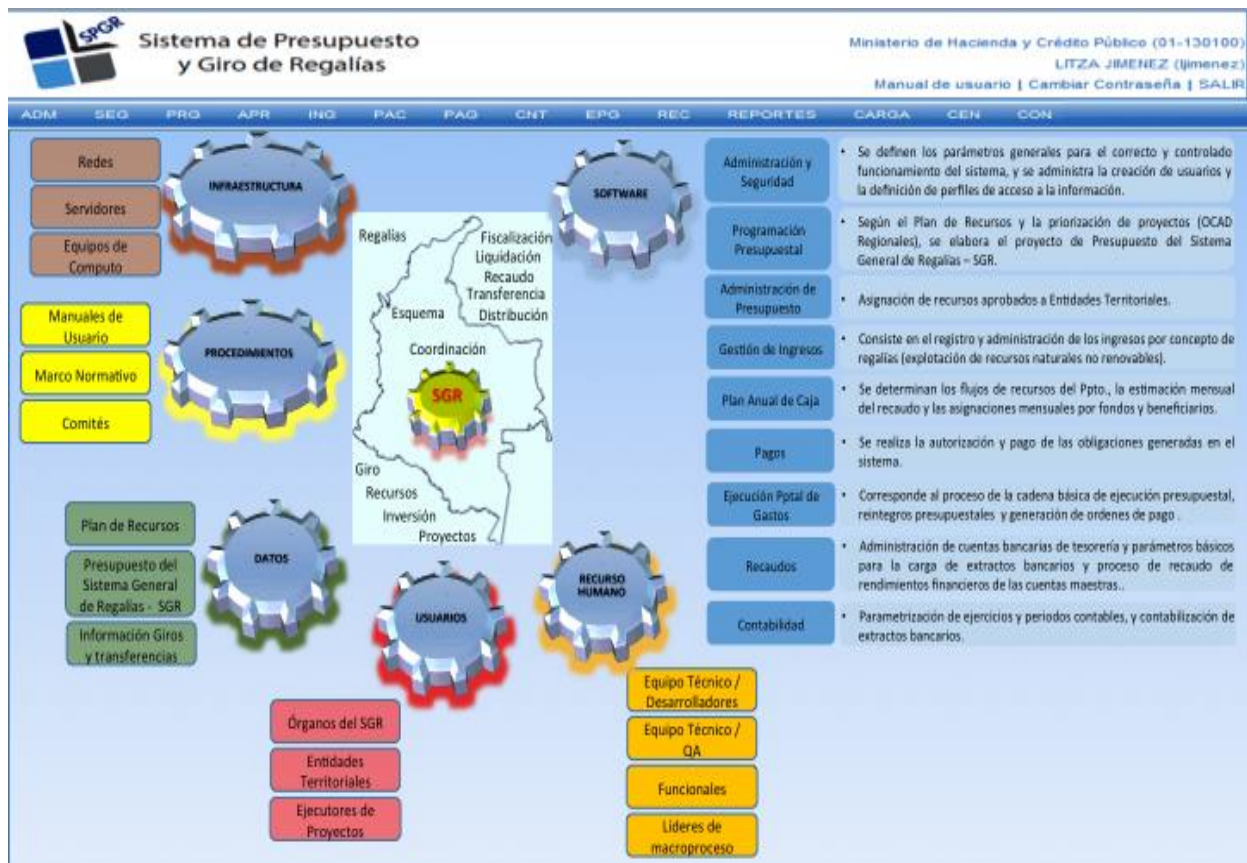 SPGR
Sistema de Presupuesto
y Giro de Regalías
Ministerio de Hacienda y Crédito Público (01-130100)
LITZA JIMENEZ (ljimenez)
Manual de usuario | Cambiar Contraseña | SALIR
ADM SEG PRG APR ING PAC PAG CNT EPG REC REPORTES CARGA CEN CON
Redes
Servidores
Equipos de
Computo
INFRAESTRUCTURA
Manuales de
Usuario
Marco Normativo
Comités
PROCEDIMIENTOS
Regalías
Fiscalización
Liquidación
Recaudo
Transferencia
Distribución
Esquema
Coordinación
SGR
Giro
Recursos
Inversión
Proyectos
SOFTWARE
Administración y
Seguridad
• Se definen los parámetros generales para el correcto y controlado
funcionamiento del sistema, y se administra la creación de usuarios y
la definición de perfiles de acceso a la información.
Programación
Presupuestal
• Según el Plan de Recursos y la priorización de proyectos (OCAD
Regionales), se elabora el proyecto de Presupuesto del Sistema
General de Regalías – SGR.
Administración de
Presupuesto
• Asignación de recursos aprobados a Entidades Territoriales.
Gestión de Ingresos
• Consiste en el registro y administración de los ingresos por concepto de
regalías (explotación de recursos naturales no renovables).
Plan Anual de Caja
• Se determinan los flujos de recursos del Ppto., la estimación mensual
del recaudo y las asignaciones mensuales por fondos y beneficiarios.
Pagos
• Se realiza la autorización y pago de las obligaciones generadas en el
sistema.
Ejecución Pptal de
Gastos
• Corresponde al proceso de la cadena básica de ejecución presupuestal,
reintegros presupuestales y generación de ordenes de pago .
Recaudos
• Administración de cuentas bancarias de tesorería y parámetros básicos
para la carga de extractos bancarios y proceso de recaudo de
rendimientos financieros de las cuentas maestras..
Contabilidad
• Parametrización de ejercicios y periodos contables, y contabilización de
extractos bancarios.
Plan de Recursos
Presupuesto del
Sistema General
de Regalías - SGR
Información Giros
y transferencias
DATOS
USUARIOS
Órganos del SGR
Entidades
Territoriales
Ejecutores de
Proyectos
RECURSO
HUMANO
Equipo Técnico /
Desarrolladores
Equipo Técnico /
QA
Funcionales
Líderes de
macroproceso